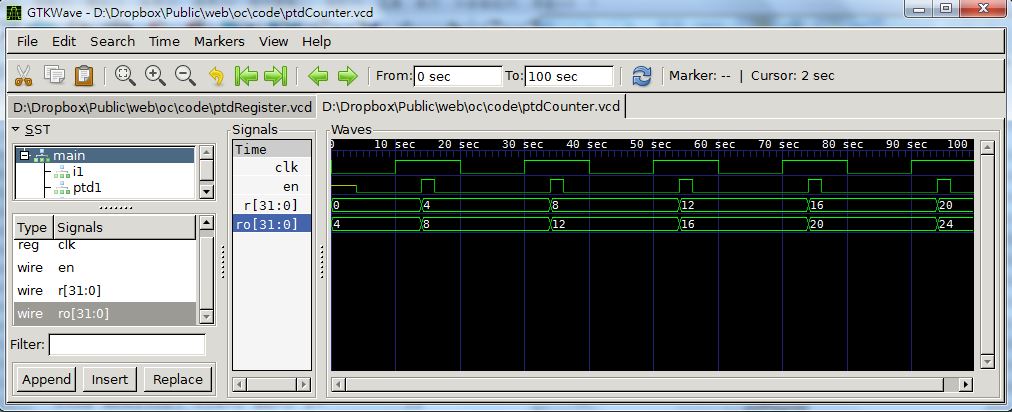 GTKWave - D:\Dropbox\Public\web\oc\code\ptdCounter.vcd
File Edit Search Time Markers View Help
From: 0 sec To: 100 sec Marker: -- | Cursor: 2 sec
D:\Dropbox\Public\web\oc\code\ptdRegister.vcd D:\Dropbox\Public\web\oc\code\ptdCounter.vcd
SST
main
i1
ptd1
Type Signals
reg clk
wire en
wire r[31:0]
wire ro[31:0]
Filter:
Append Insert Replace
Signals
Time
clk
en
r[31:0]
ro[31:0]
Waves
0 10 sec 20 sec 30 sec 40 sec 50 sec 60 sec 70 sec 80 sec 90 sec 100
0 4 8 12 16 20
4 8 12 16 20 24